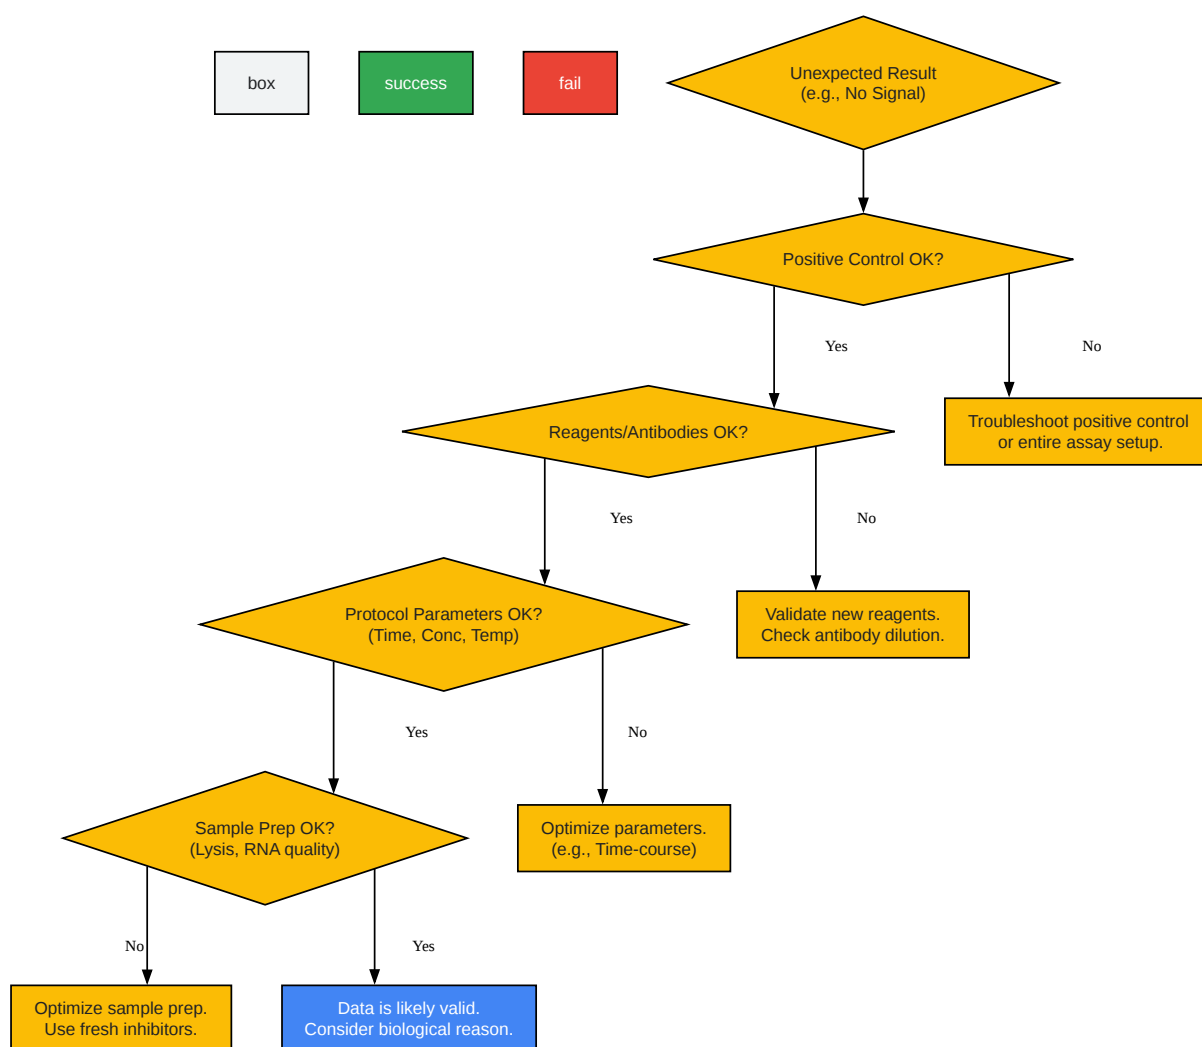 box
success
fail
Unexpected Result
(e.g., No Signal)
Positive Control OK?
Yes
No
Troubleshoot positive control
or entire assay setup.
Reagents/Antibodies OK?
Yes
No
Validate new reagents.
Check antibody dilution.
Protocol Parameters OK?
(Time, Conc, Temp)
Yes
No
Optimize parameters.
(e.g., Time-course)
Sample Prep OK?
(Lysis, RNA quality)
No
Yes
Optimize sample prep.
Use fresh inhibitors.
Data is likely valid.
Consider biological reason.